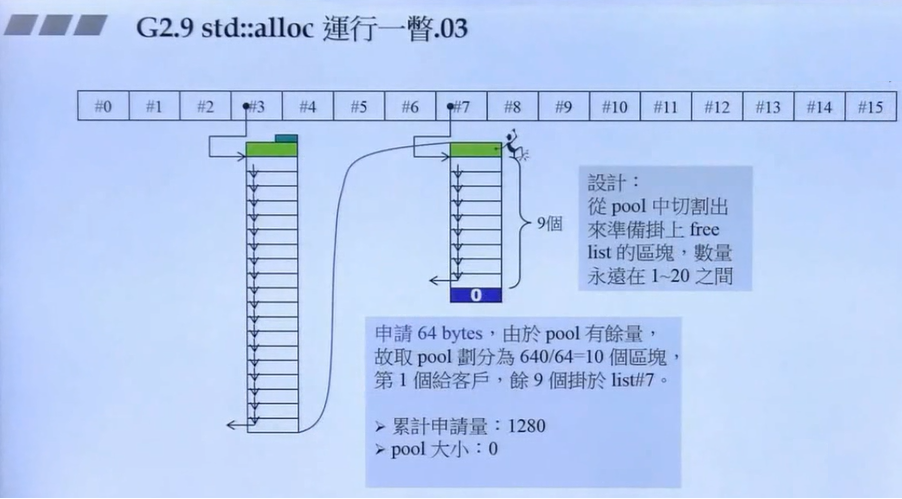 G2.9 std::alloc 運行一瞥.03
#0 #1 #2 #3 #4 #5 #6 #7 #8 #9 #10 #11 #12 #13 #14 #15
9個
0
設計：
從 pool 中切割出
來準備掛上 free
list 的區塊，數量
永遠在 1~20 之間
申請 64 bytes，由於 pool 有餘量，
故取 pool 劃分為 640/64=10 個區塊，
第 1 個給客戶，餘 9 個掛於 list#7。
➢ 累計申請量：1280
➢ pool 大小：0